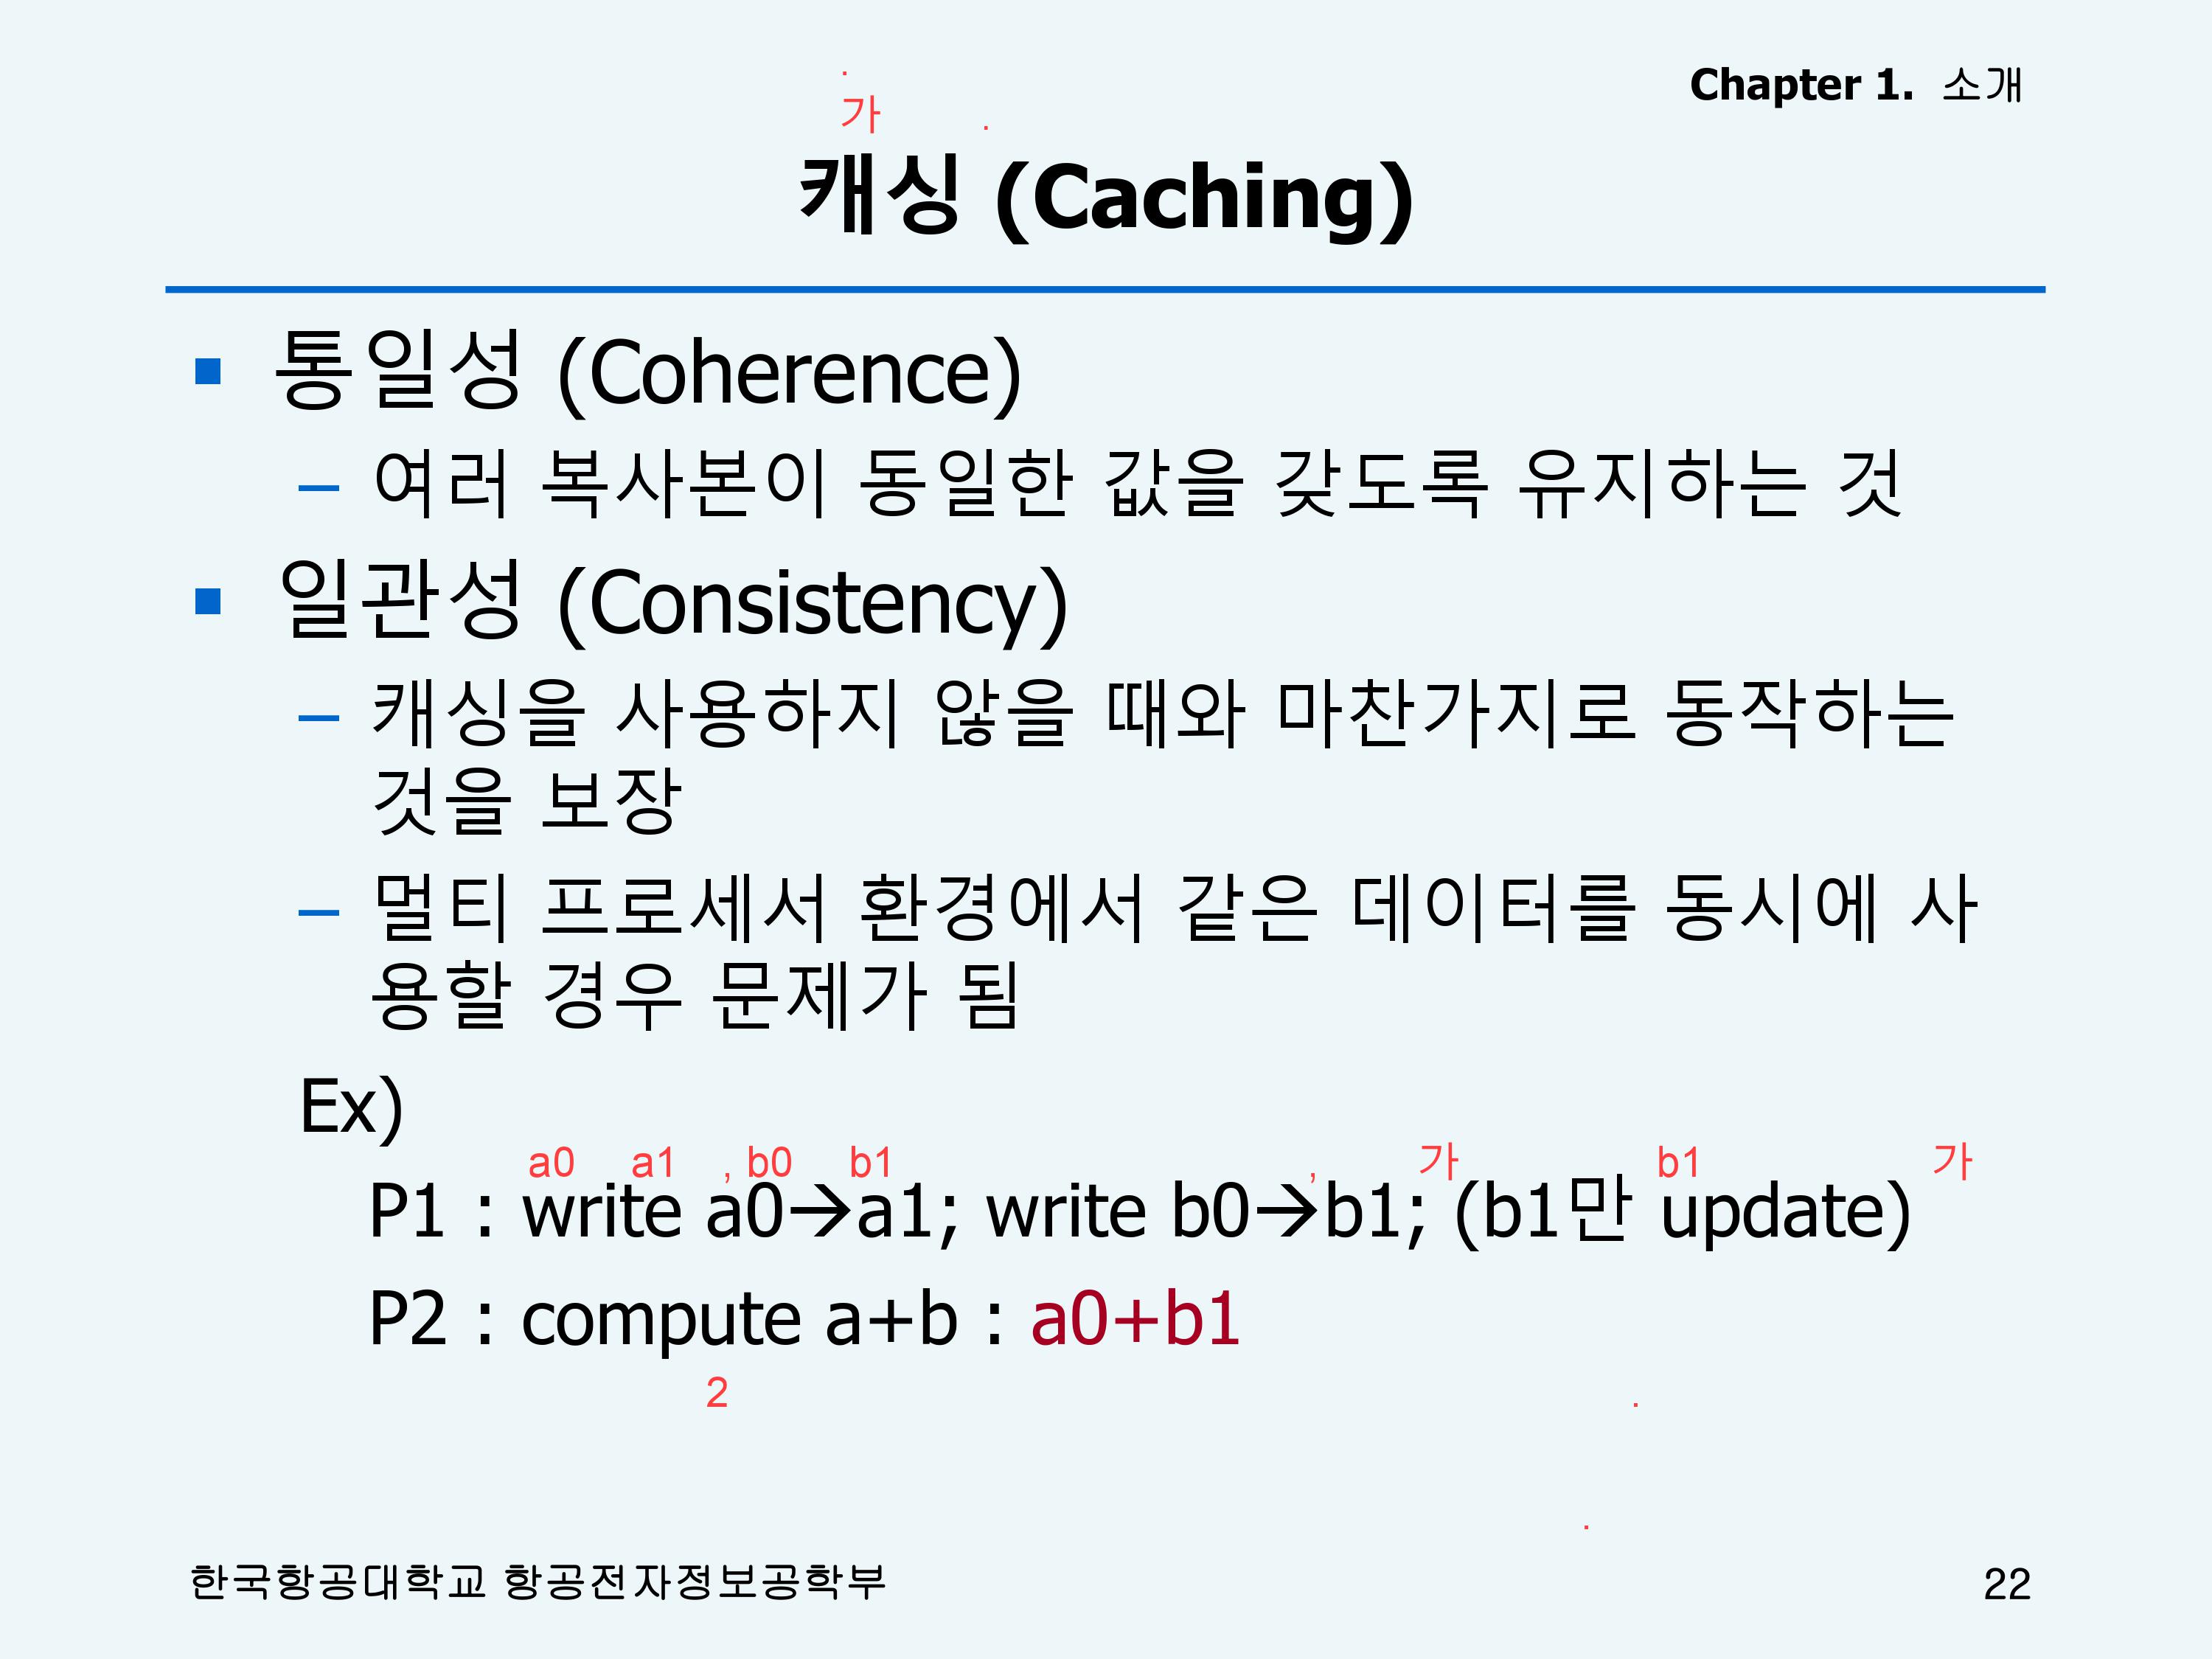 Chapter 1. 소개
.
가 .
캐싱 (Caching)
▪ 통일성 (Coherence)
– 여러 복사본이 동일한 값을 갖도록 유지하는 것
▪ 일관성 (Consistency)
– 캐싱을 사용하지 않을 때와 마찬가지로 동작하는
것을 보장
– 멀티 프로세서 환경에서 같은 데이터를 동시에 사
용할 경우 문제가 됨
Ex)
a0 a1 , b0 b1 , 가 b1 가
P1 : write a0→a1; write b0→b1; (b1만 update)
P2 : compute a+b : a0+b1
2 .
.
한국항공대학교 항공전자정보공학부 22